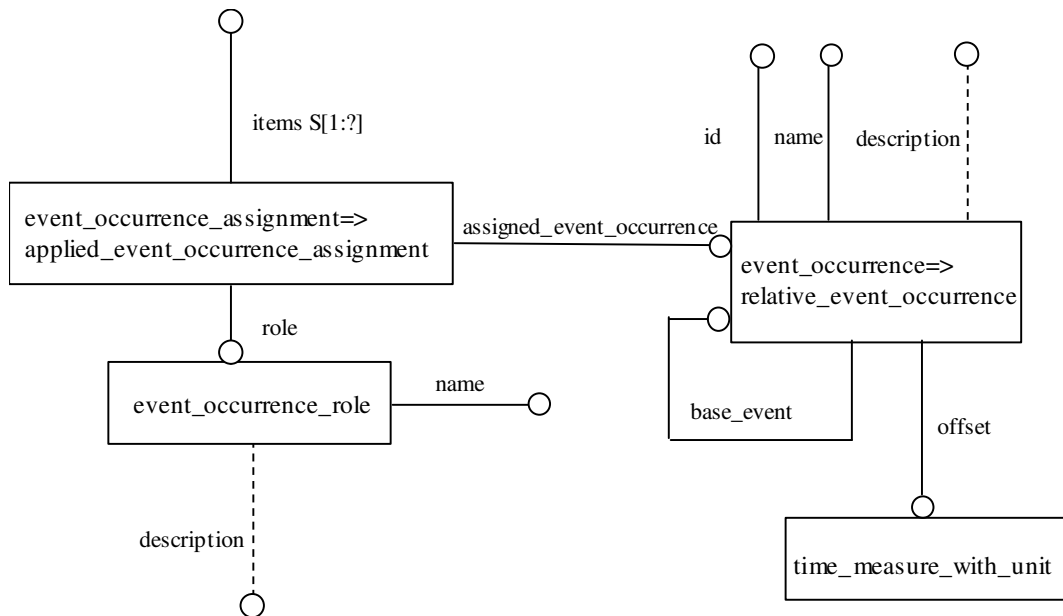 items S[1:?]
id
name
description
event_occurrence_assignment=>
applied_event_occurrence_assignment
assigned_event_occurrence
event_occurrence=>
relative_event_occurrence
role
event_occurrence_role
name
base_event
offset
description
time_measure_with_unit